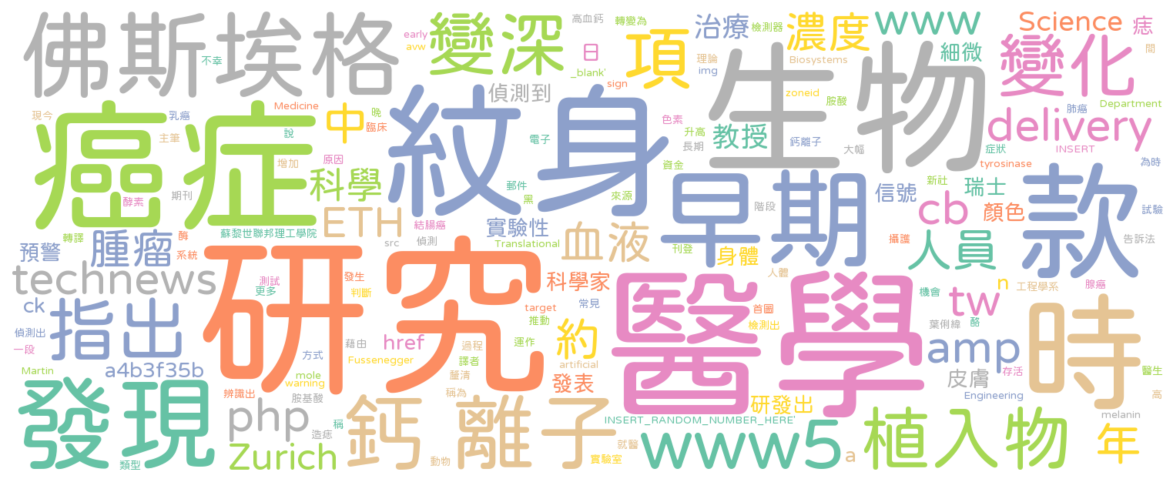 佛斯埃格
不幸
early
avw
變深
高血鈣
轉變為
_blank'
日
sign
項
治療
理論
img
檢測器
濃度
Biosystems
www
細微
Science
痣
間
變化
現今
癌症
乳癌
Medicine
主筆
說
晚
中
臨床
紋身
偵測到
電子
色素
升高
長期
生物
zoneid
胺酸
教授
鈣離子
大幅
肺癌
Department
delivery
INSERT
症狀
為時
tyrosinase
增加
原因
科學
酵素
期刊
郵件
黑
來源
資金
早期
階段
信號
新社
瑞士
試驗
款
轉譯
蘇黎世聯邦理工學院
ETH
結腸癌
實驗性
血液
刊登
身體
cb
顏色
攝護
人員
告訴法
預警
腫瘤
酶
系統
src
偵測
Translational
人體
technews
測試
更多
發生
判斷
研究
科學家
target
常見
醫學
首圖
機會
tw
n
工程學系
腺癌
ck
指出
偵測出
一段
方式
藉由
href
推動
運作
約
檢測出
葉俐緯
酪
amp
時
Martin
a4b3f35b
mole
warning
Fussenegger
過程
譯者
釐清
artificial
發表
皮膚
存活
醫生
發現
辨識出
胺基酸
稱為
研發出
Engineering
高
php
造痣
稱
鈣離子
INSERT_RANDOM_NUMBER_HERE'
melanin
類型
Zurich
動物
就醫
實驗室
www5
a
植入物
年